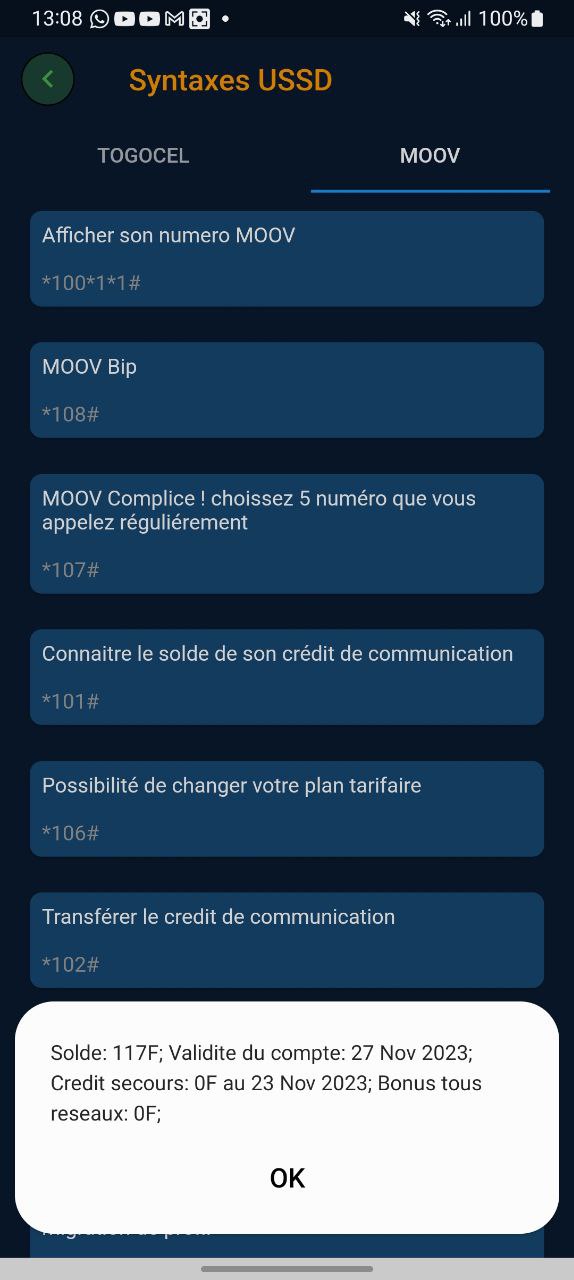 13:08
100%
Syntaxes USSD
TOGOCEL
MOOV
Afficher son numero MOOV
*100*1*1#
MOOV Bip
*108#
MOOV Complice ! choissez 5 numéro que vous
appelez réguliérement
*107#
Connaitre le solde de son crédit de communication
*101#
Possibilité de changer votre plan tarifaire
*106#
Transférer le credit de communication
*102#
Solde: 117F; Validite du compte: 27 Nov 2023;
Credit secours: 0F au 23 Nov 2023; Bonus tous
reseaux: 0F;
OK